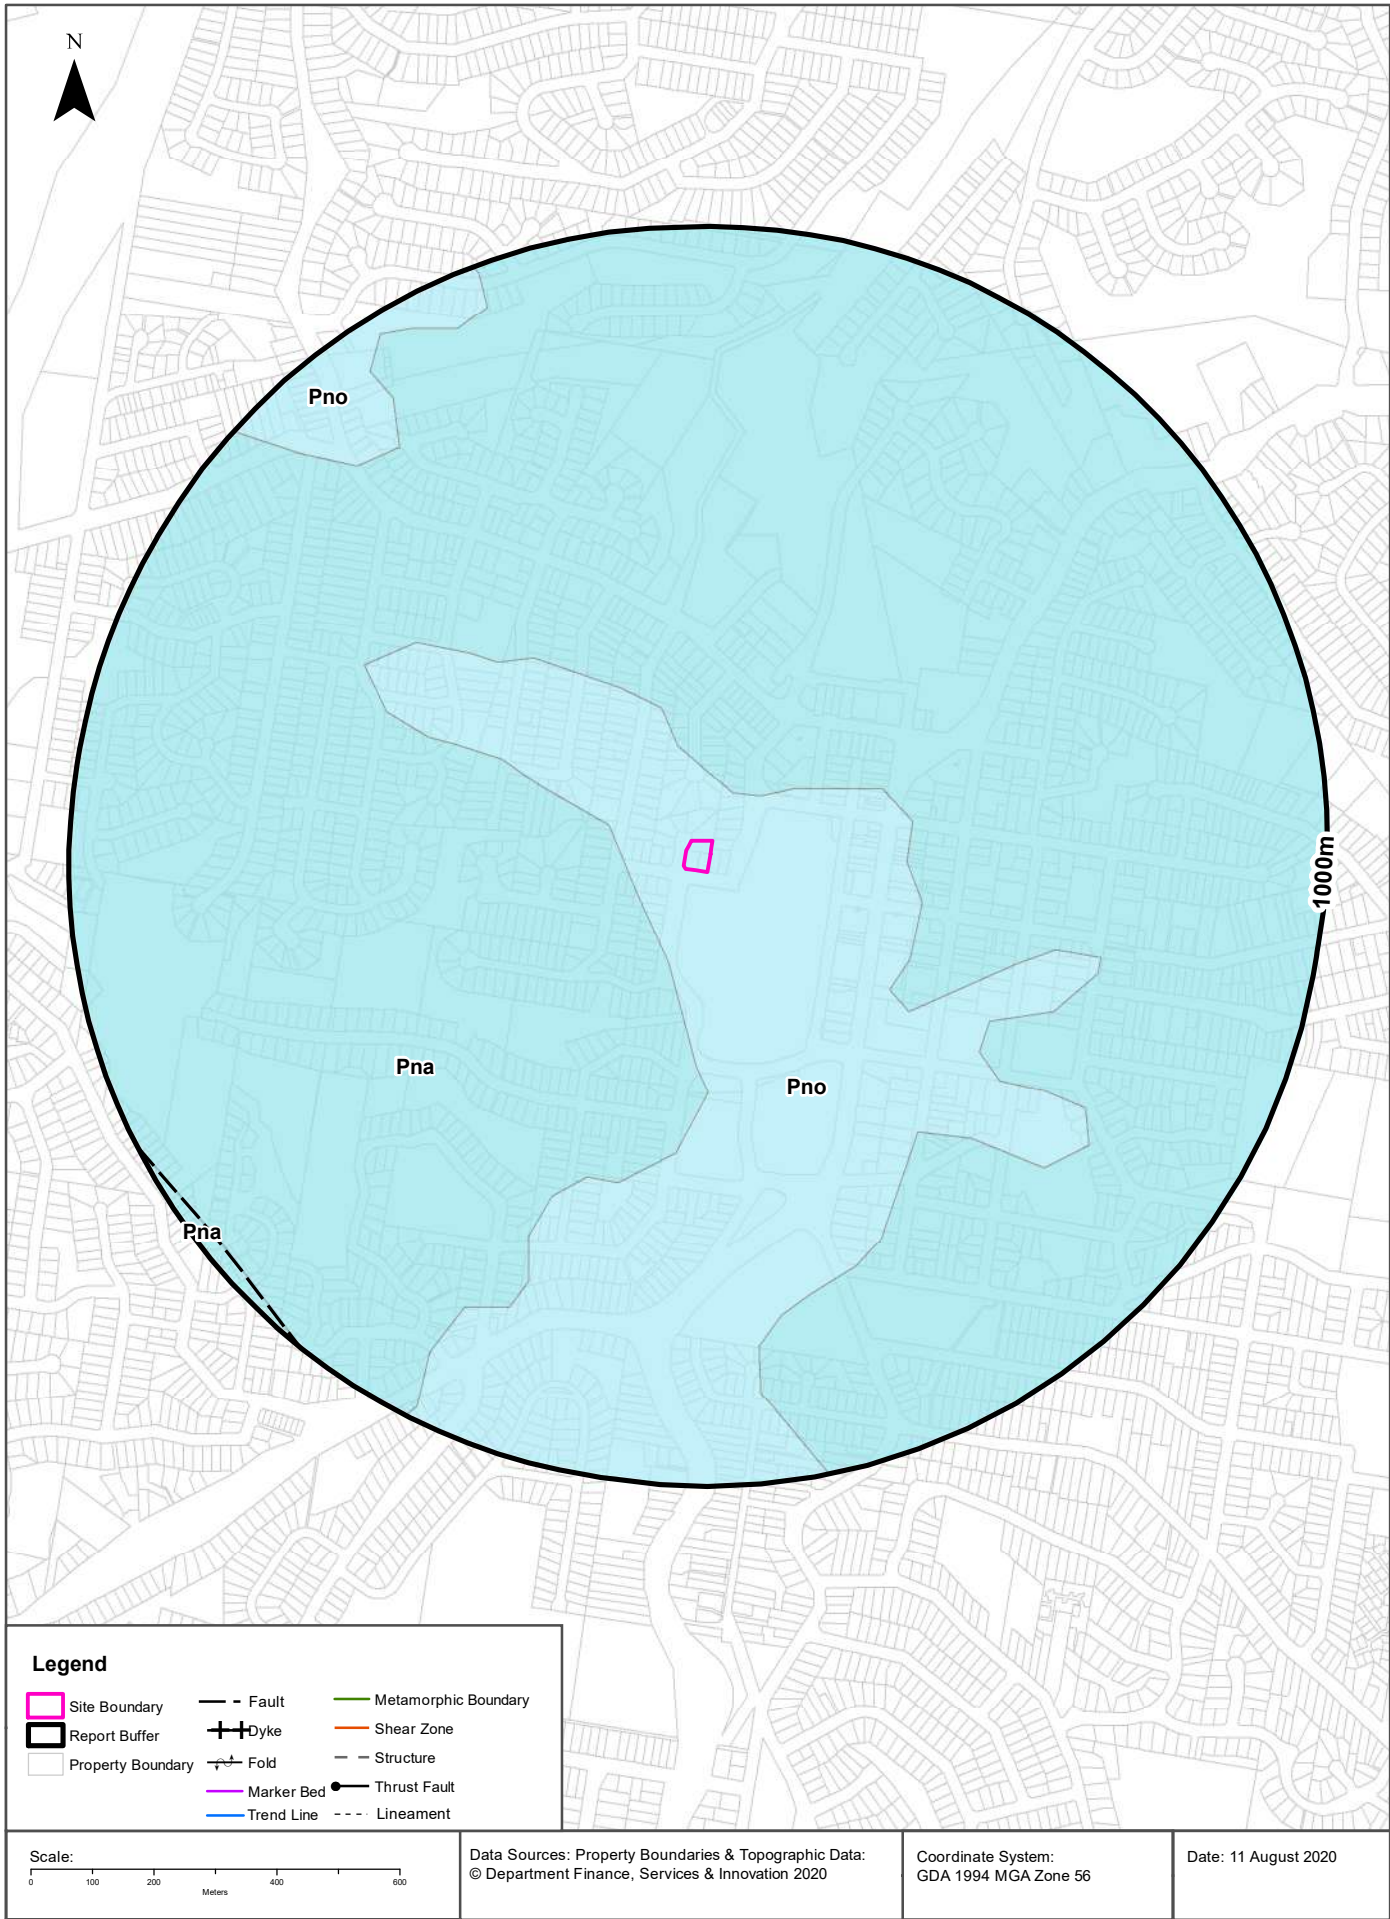 N
Pno
1000m
Pna
Pno
Pna
Legend
Site Boundary
Report Buffer
Property Boundary
Fault
Dyke
Fold
Marker Bed
Trend Line
Metamorphic Boundary
Shear Zone
Structure
Thrust Fault
Lineament
Scale:
0 100 200 400 600
Meters
Data Sources: Property Boundaries & Topographic Data:
© Department Finance, Services & Innovation 2020
Coordinate System:
GDA 1994 MGA Zone 56
Date: 11 August 2020